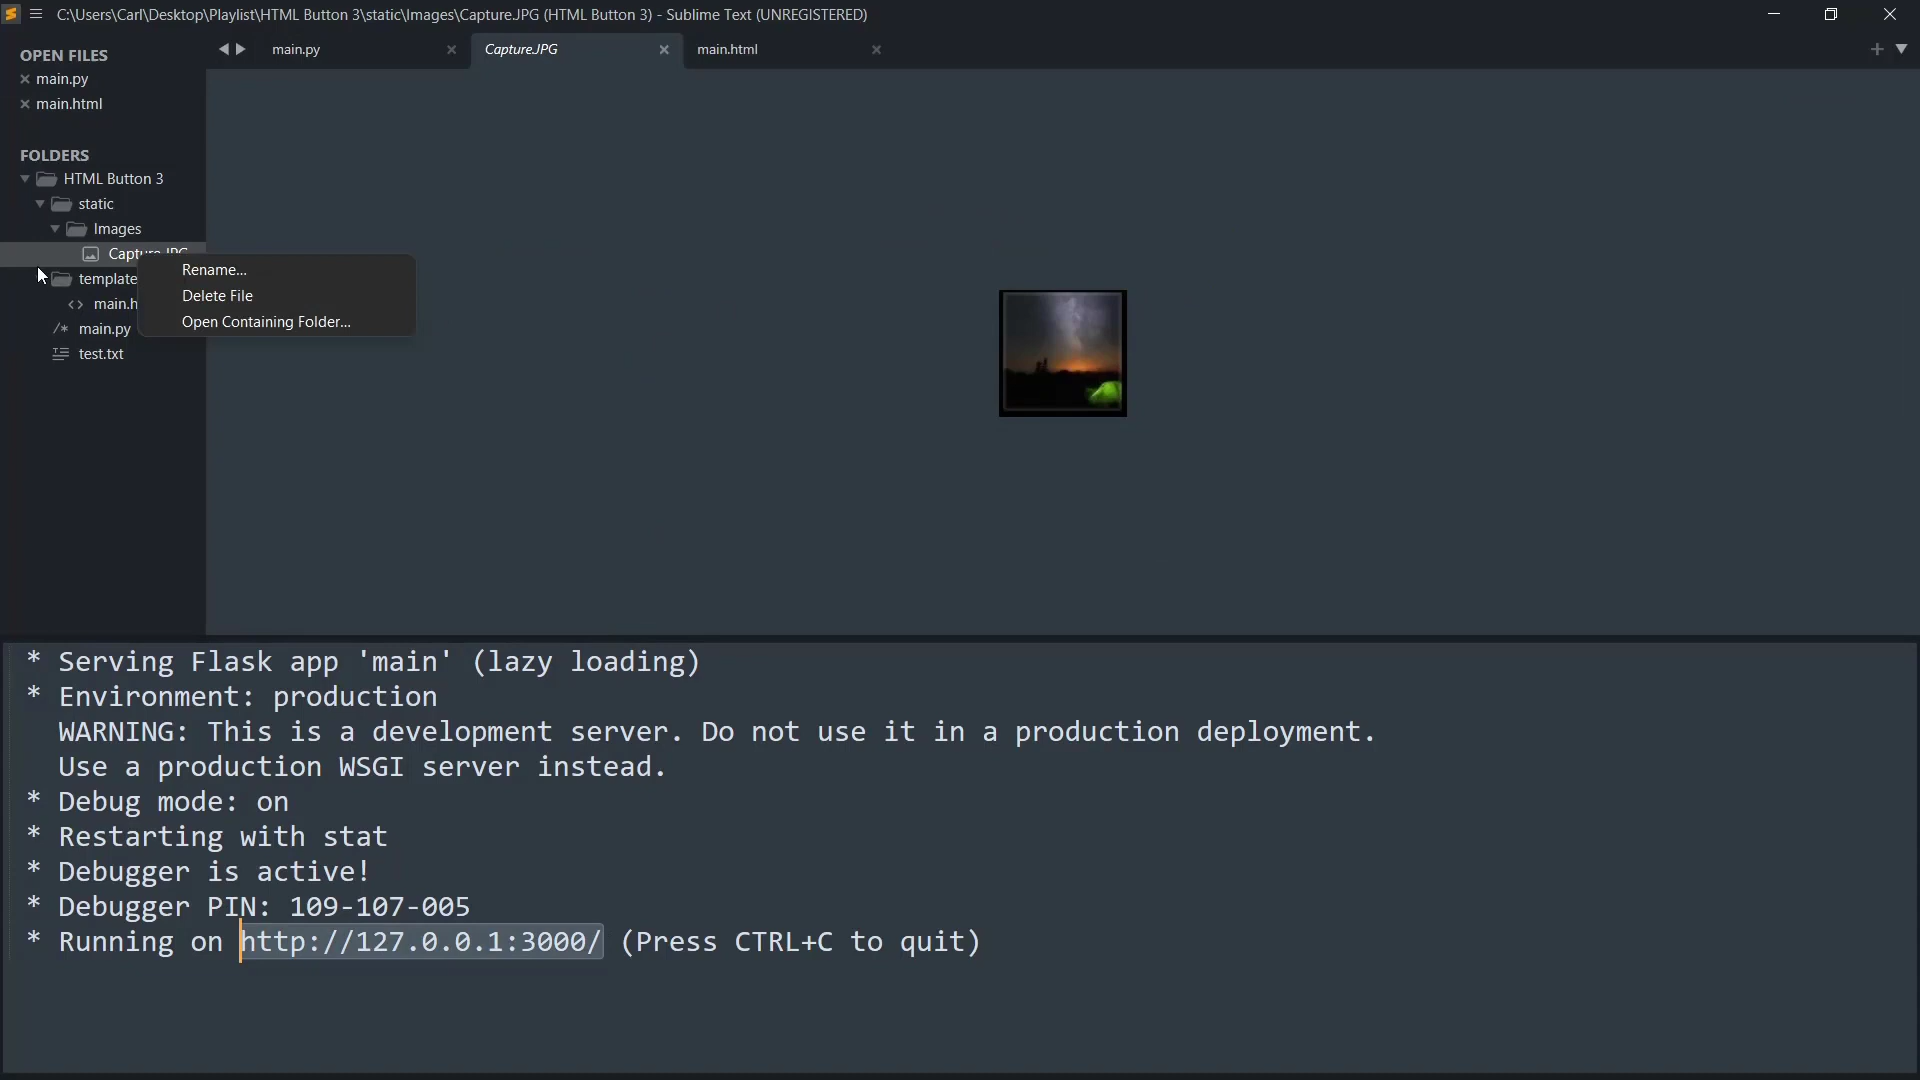 C:\Users\Carl\Desktop\Playlist\HTML Button 3\static\Images\Capture.JPG (HTML Button 3) - Sublime Text (UNREGISTERED)
OPEN FILES
main.py
main.html
main.py
Capture.JPG
main.html
FOLDERS
HTML Button 3
static
Images
Capture.JPG
template
main.h
main.py
test.txt
Rename...
Delete File
Open Containing Folder...
* Serving Flask app 'main' (lazy loading)
* Environment: production
WARNING: This is a development server. Do not use it in a production deployment.
Use a production WSGI server instead.
* Debug mode: on
* Restarting with stat
* Debugger is active!
* Debugger PIN: 109-107-005
* Running on http://127.0.0.1:3000/ (Press CTRL+C to quit)